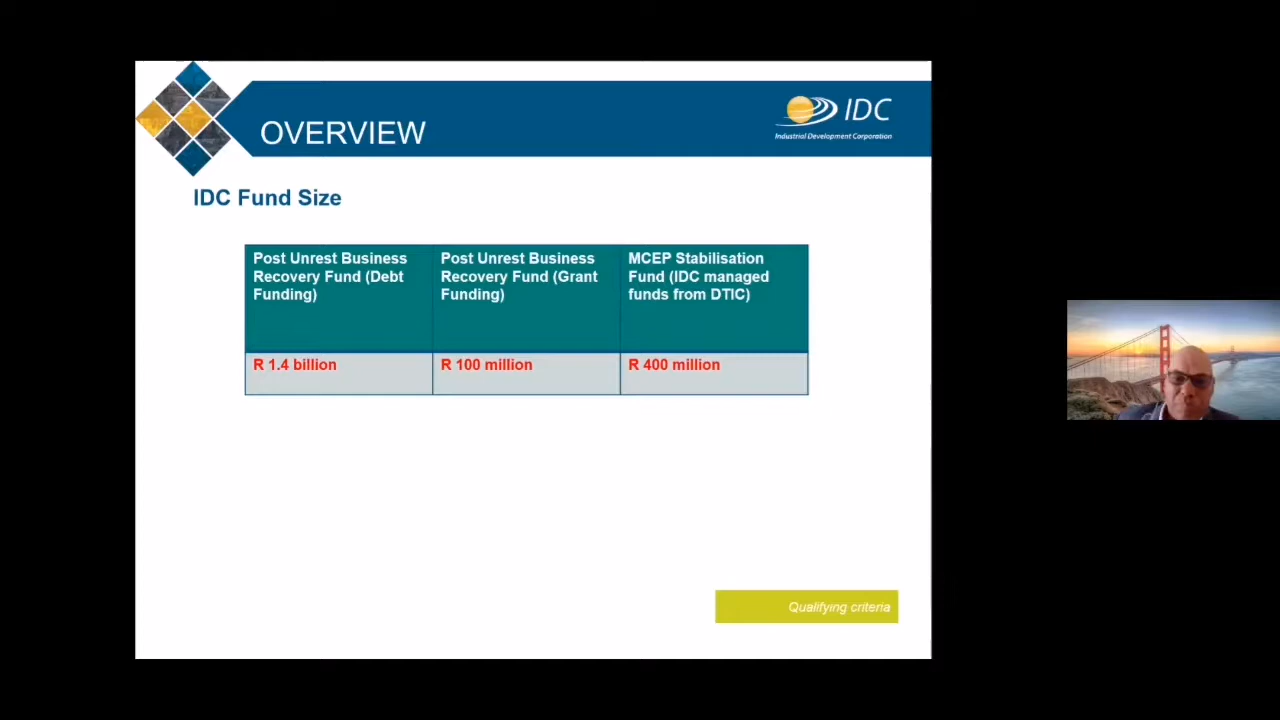 OVERVIEW
IDC
Industrial Development Corporation
IDC Fund Size
Post Unrest Business
Recovery Fund (Debt
Funding)
Post Unrest Business
Recovery Fund (Grant
Funding)
MCEP Stabilisation
Fund (IDC managed
funds from DTIC)
R 1.4 billion
R 100 million
R 400 million
Qualifying criteria